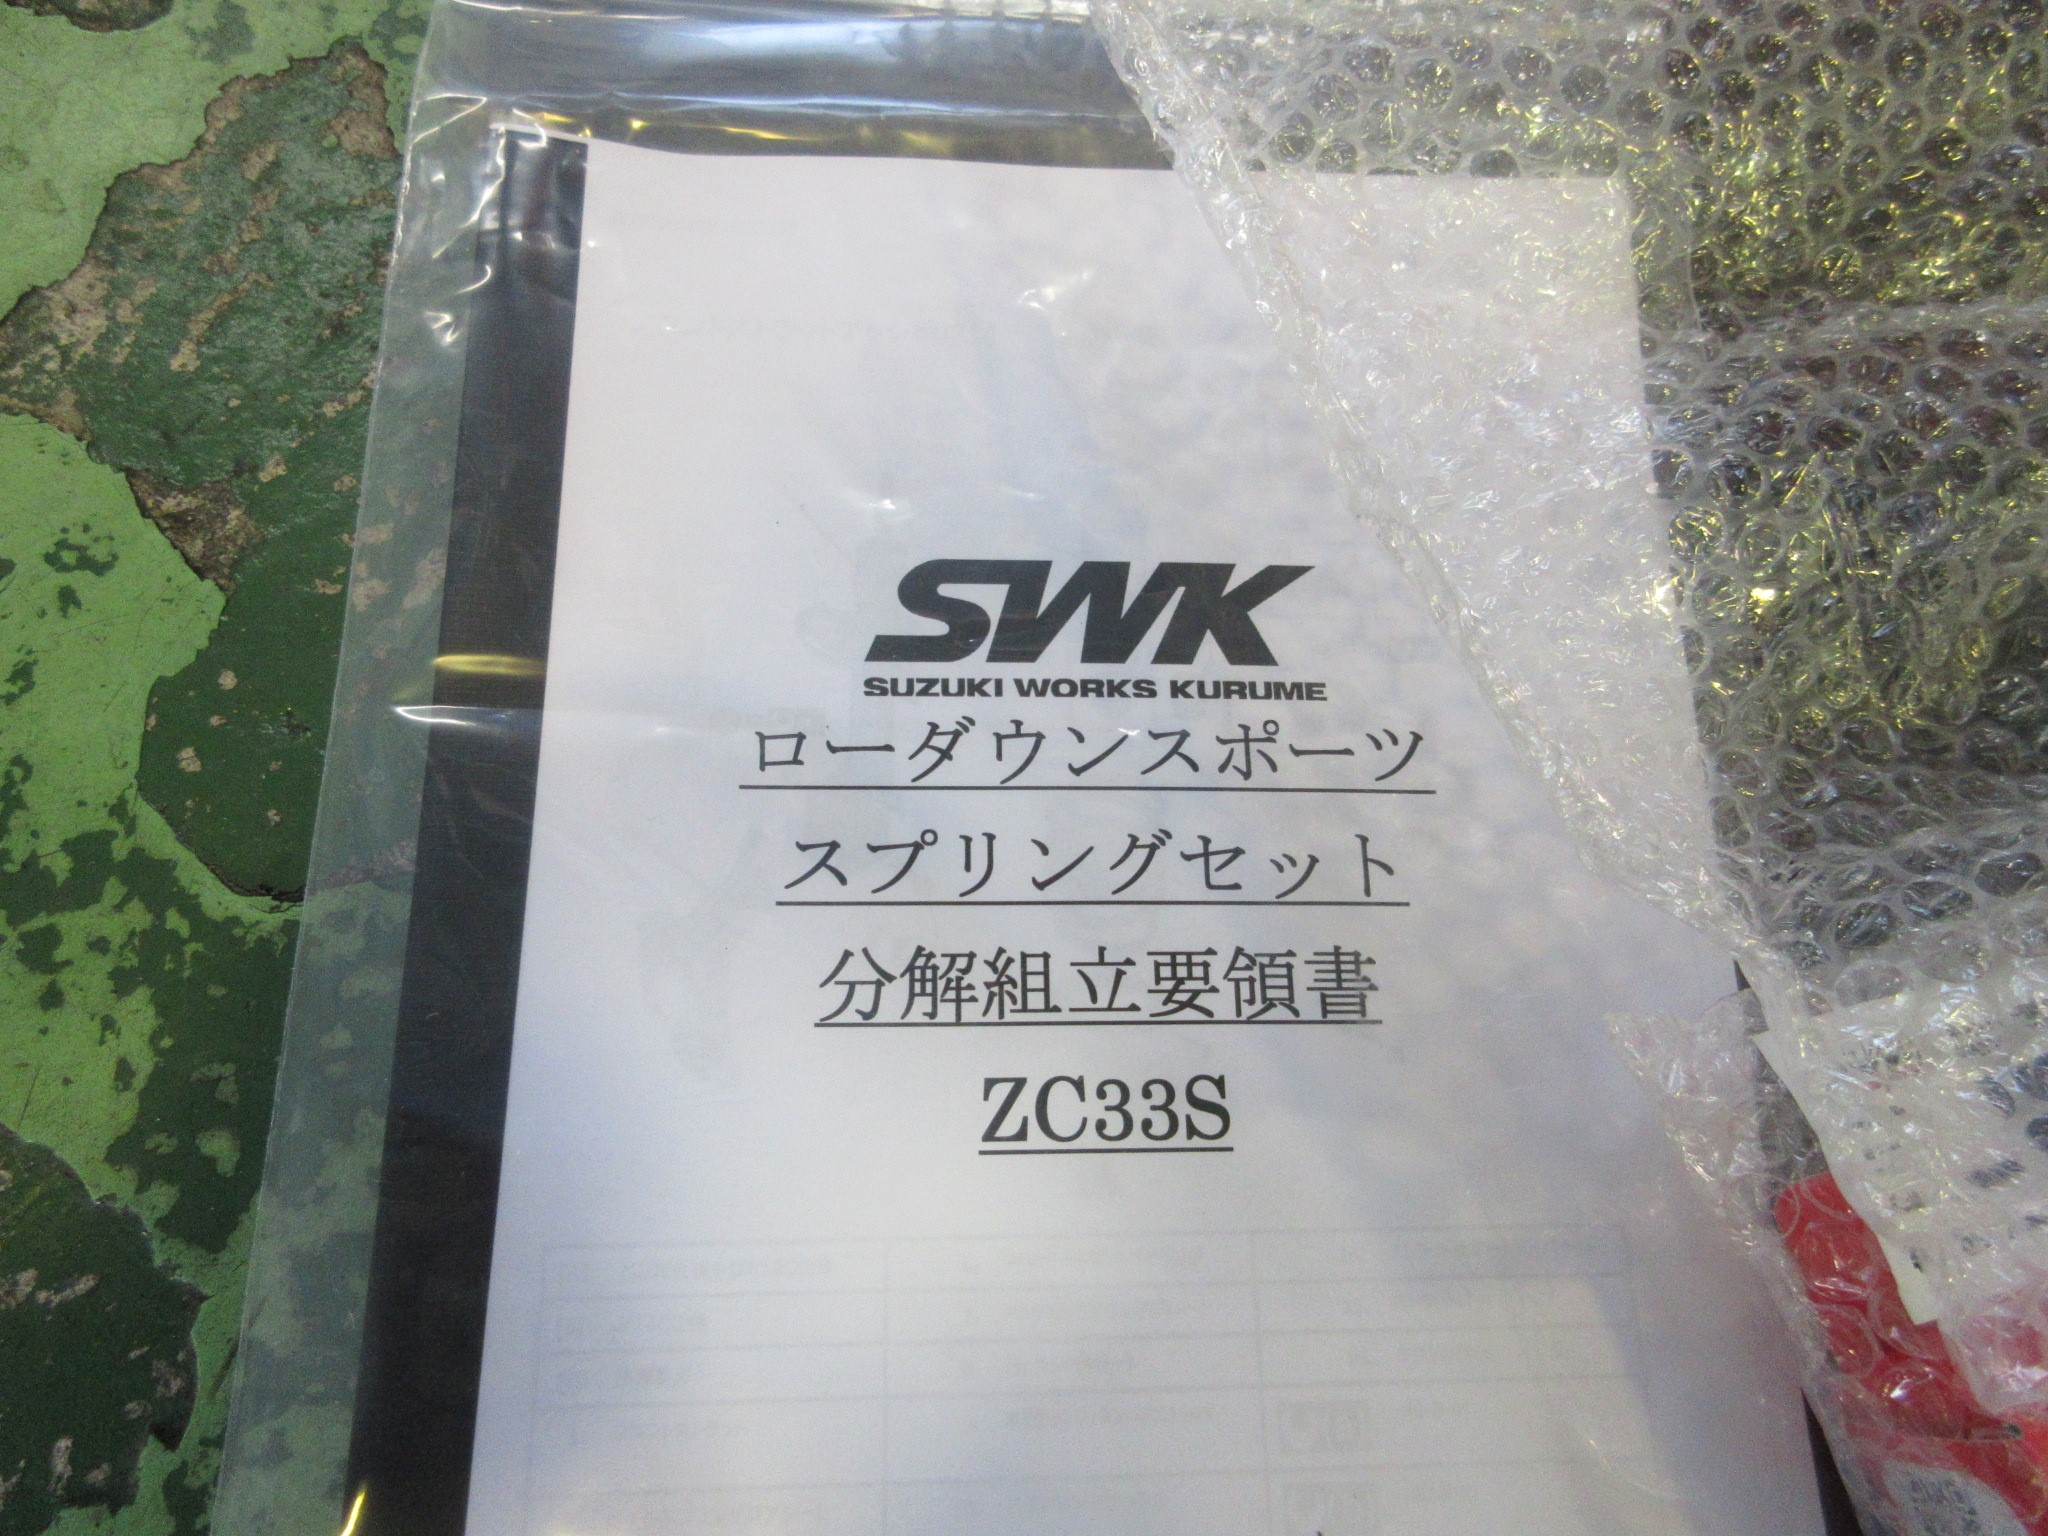 SWK
SUZUKI WORKS KURUME
ローダウンスポーツ
スプリングセット
分解組立要領書
ZC33S